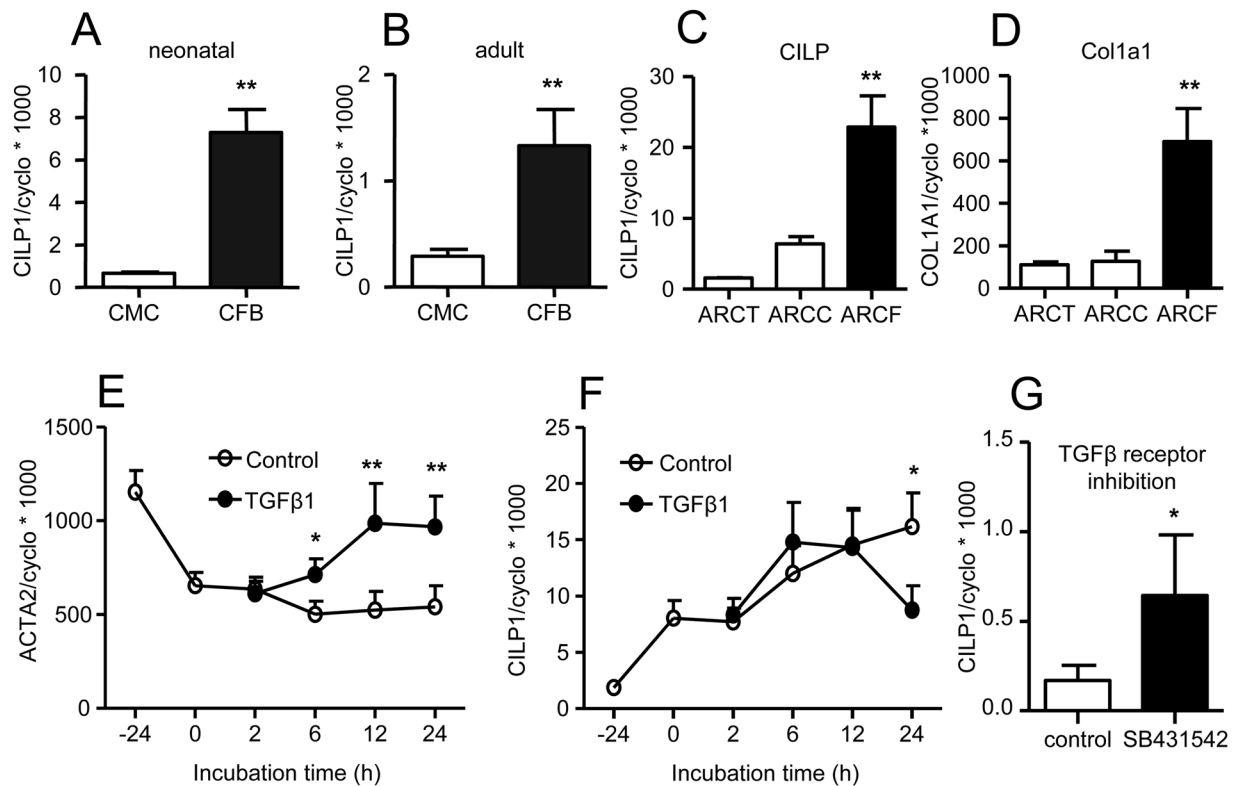 A
neonatal
CILP1/cyclo * 1000
10
8
6
4
2
0
**
CMC
CFB
B
adult
CILP1/cyclo * 1000
2
1
0
**
CMC
CFB
C
CILP
CILP1/cyclo * 1000
30
20
10
0
**
ARCT
ARCC
ARCF
D
Col1a1
COL1A1/cyclo *1000
1000
800
600
400
200
0
**
ARCT
ARCC
ARCF
E
ACTA2/cyclo * 1000
1500
1000
500
0
Control
TGFβ1
*
**
**
-24
0
2
6
12
24
Incubation time (h)
F
CILP1/cyclo * 1000
25
20
15
10
5
0
Control
TGFβ1
*
-24
0
2
6
12
24
Incubation time (h)
G
TGFβ receptor
inhibition
CILP1/cyclo * 1000
1.5
1.0
0.5
0.0
*
control
SB431542